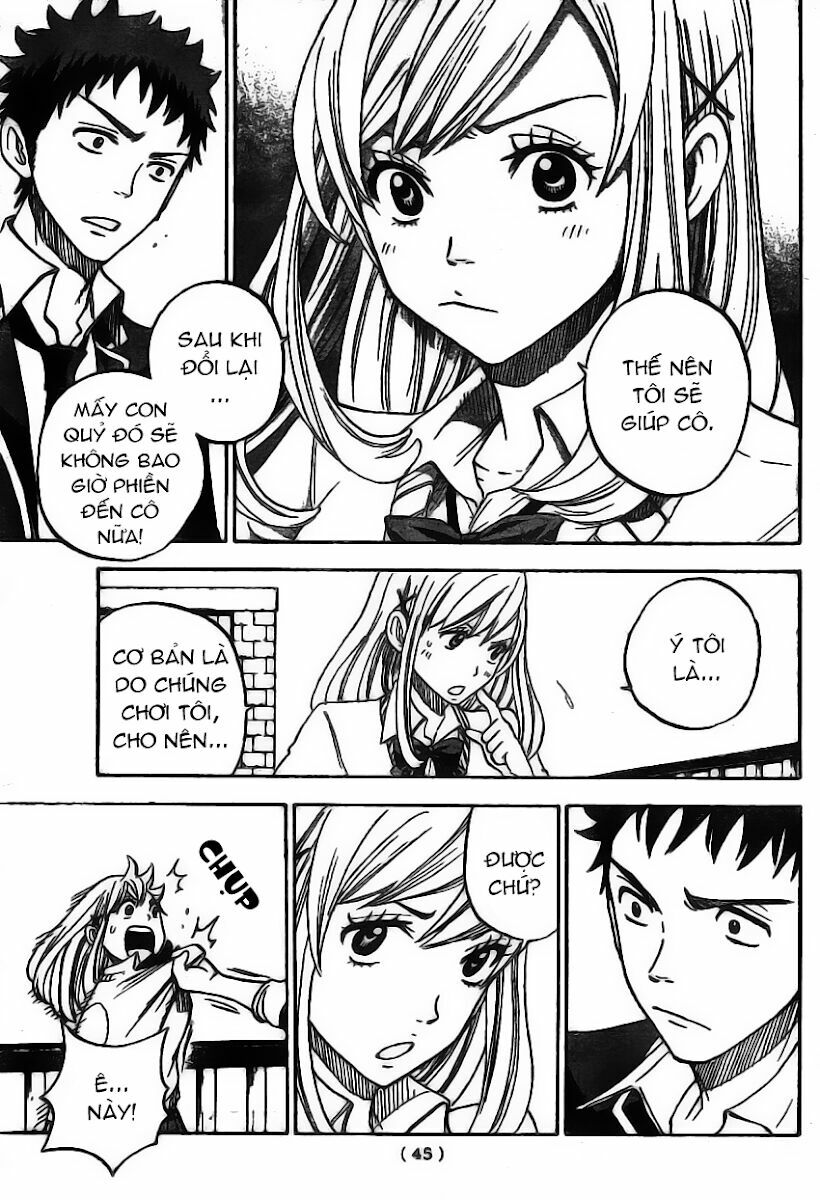 THẾ NÊN
TÔI SẼ
GIÚP CÔ.
SAU KHI
ĐỔI LẠI
...
MẤY CON
QUỶ ĐÓ SẼ
KHÔNG BAO
GIỜ PHIỀN
ĐẾN CÔ
NỮA!
Ý TÔI
LÀ...
CƠ BẢN LÀ
DO CHÚNG
CHƠI TÔI,
CHO NÊN...
ĐƯỢC
CHỨ?
CHỤP
Ê...
NÀY!
( 45 )